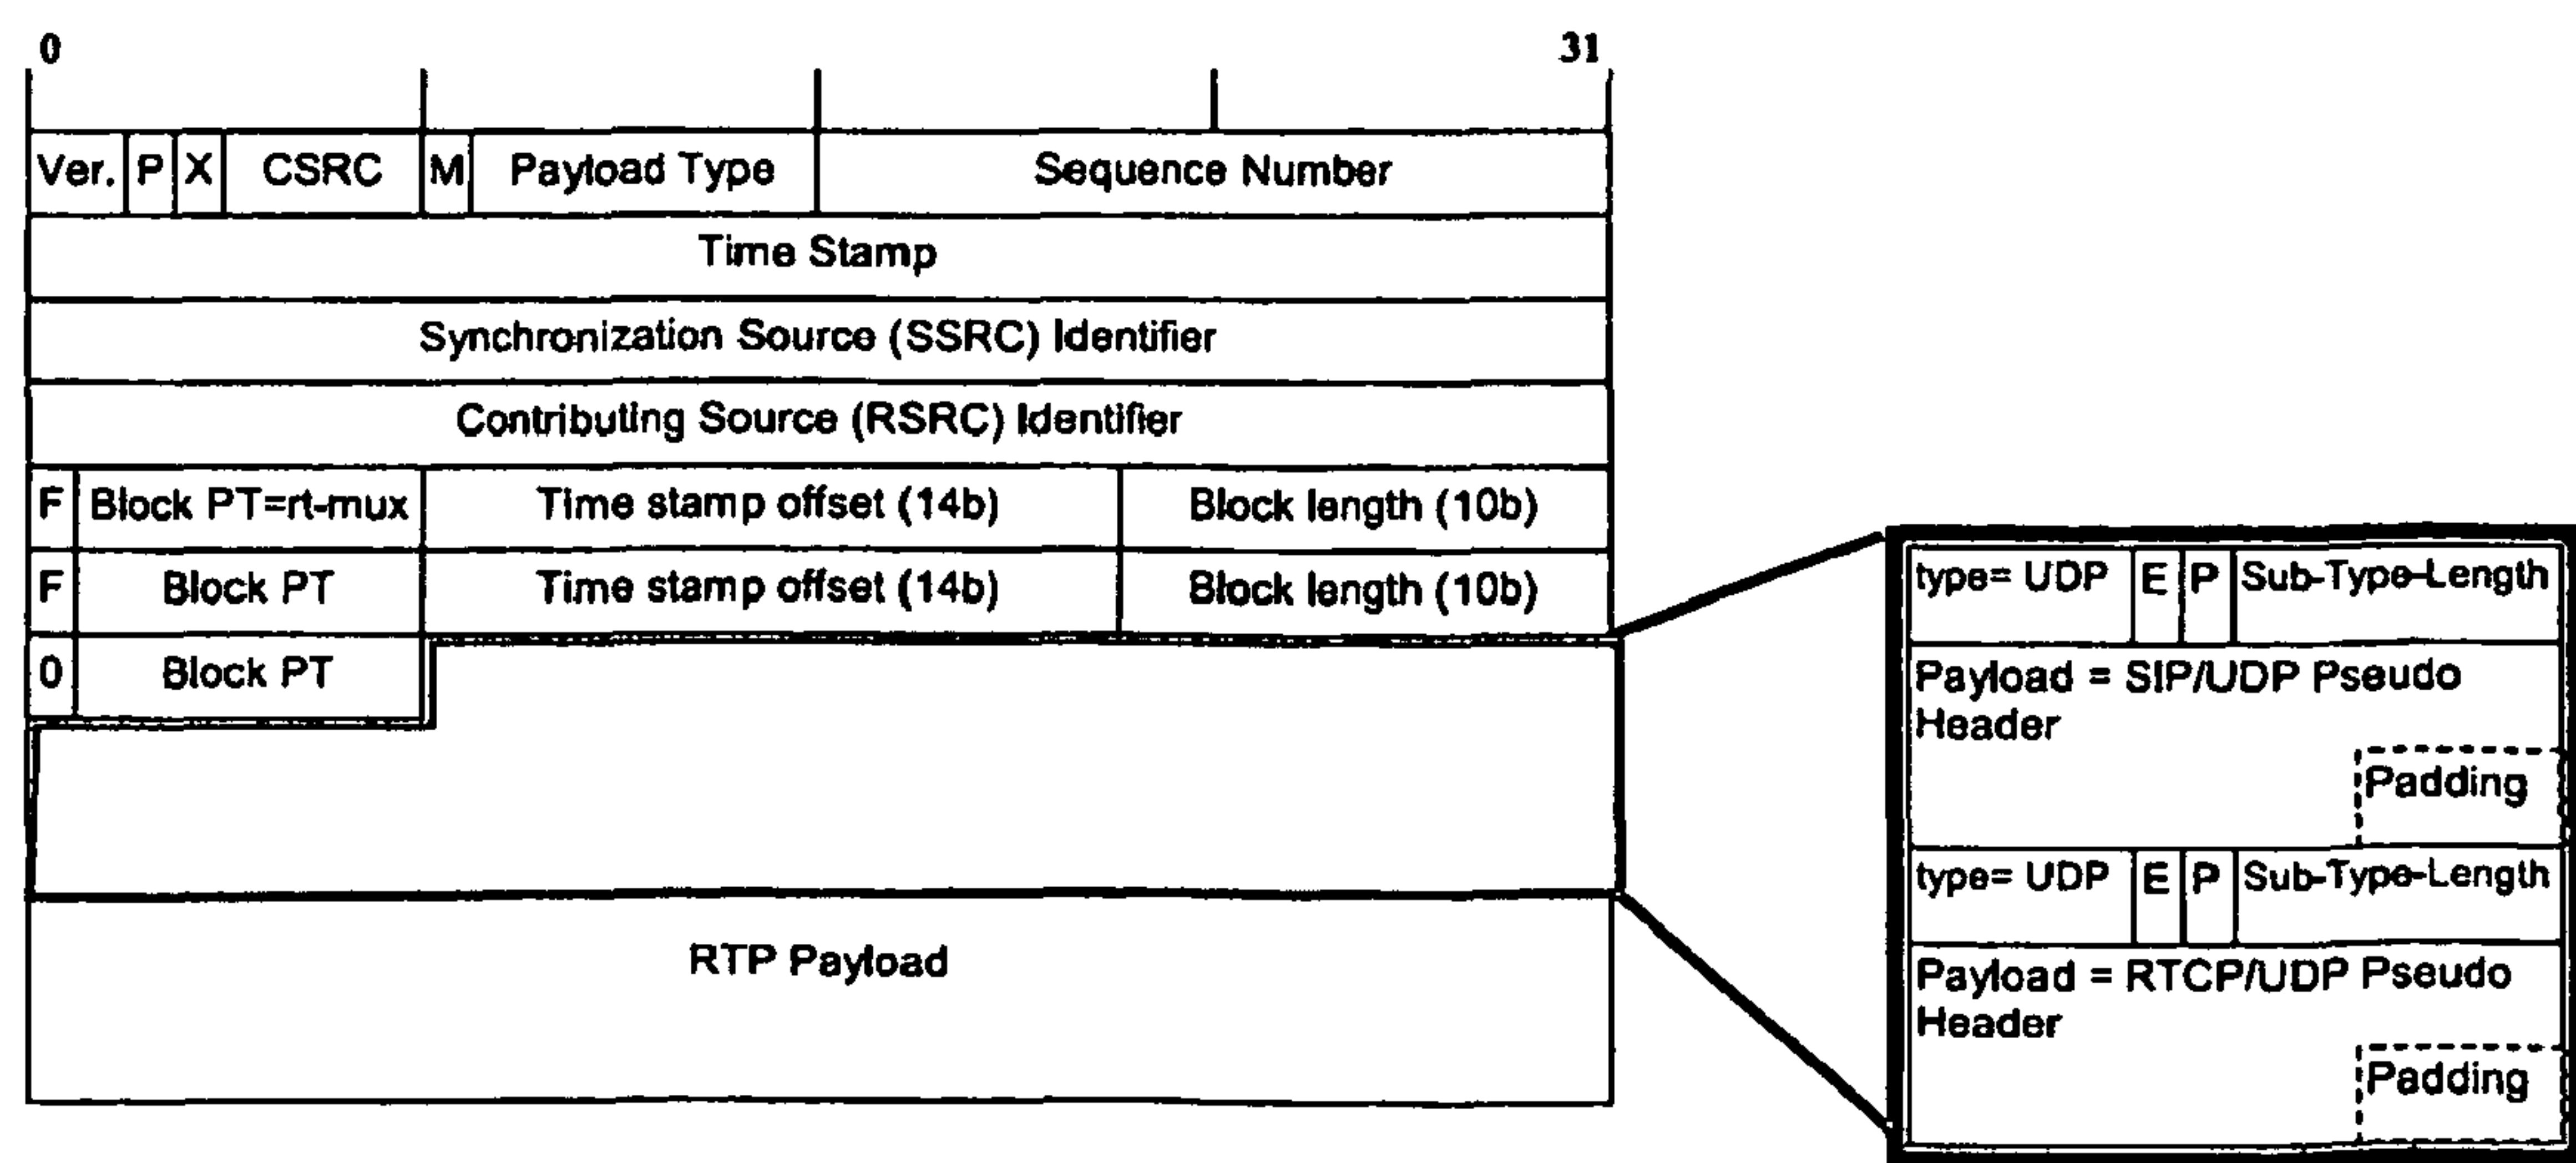 0 31
Ver. P X CSRC M Payload Type Sequence Number
Time Stamp
Synchronization Source (SSRC) Identifier
Contributing Source (RSRC) Identifier
F Block PT=rt-mux Time stamp offset (14b) Block length (10b)
F Block PT Time stamp offset (14b) Block length (10b)
0 Block PT
RTP Payload
type= UDP E P Sub-Type-Length
Payload = SIP/UDP Pseudo
Header
Padding
type= UDP E P Sub-Type-Length
Payload = RTCP/UDP Pseudo
Header
Padding